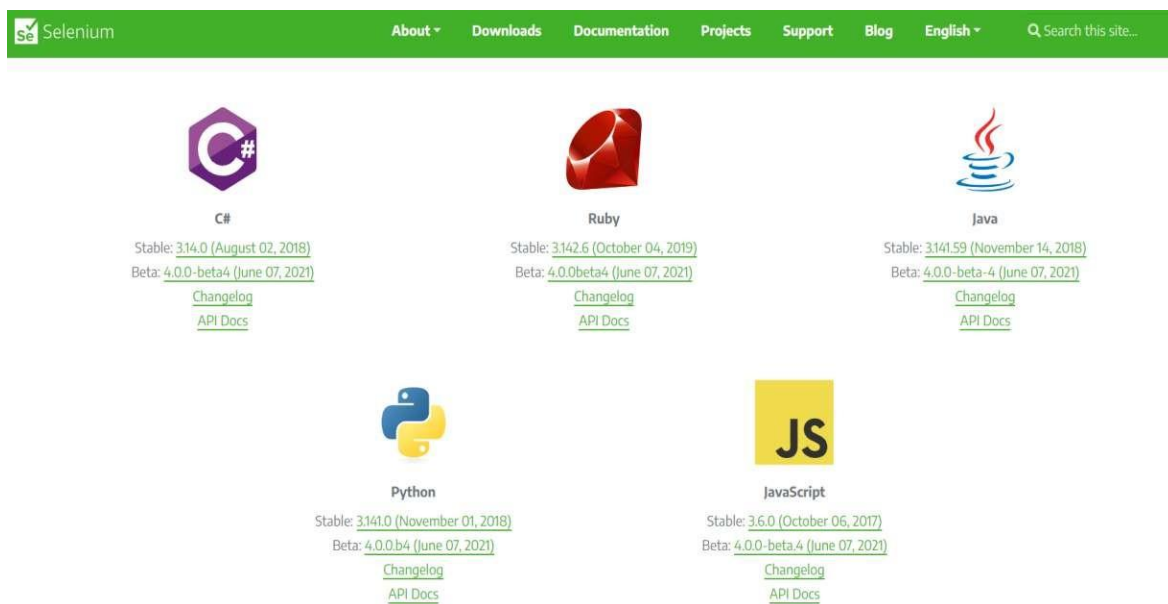 Se Selenium About Downloads Documentation Projects Support Blog English Search this site...
C#
C#
Stable: 3.14.0 (August 02, 2018)
Beta: 4.0.0-beta4 (June 07, 2021)
Changelog
API Docs
Ruby
Stable: 3.142.6 (October 04, 2019)
Beta: 4.0.0beta4 (June 07, 2021)
Changelog
API Docs
Java
Stable: 3.141.59 (November 14, 2018)
Beta: 4.0.0-beta-4 (June 07, 2021)
Changelog
API Docs
Python
Stable: 3.141.0 (November 01, 2018)
Beta: 4.0.0.b4 (June 07, 2021)
Changelog
API Docs
JS
JavaScript
Stable: 3.6.0 (October 06, 2017)
Beta: 4.0.0-beta.4 (June 07, 2021)
Changelog
API Docs